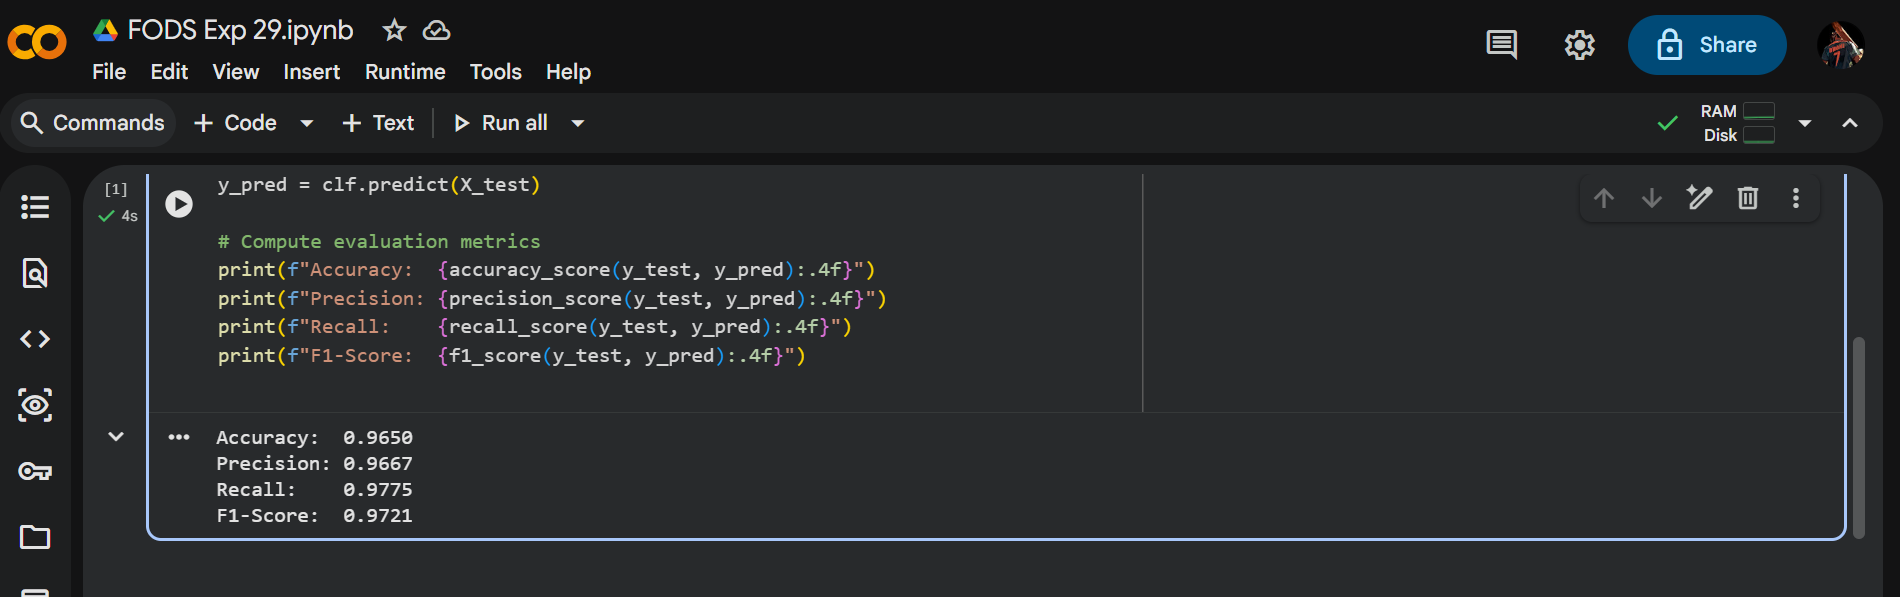 FODS Exp 29.ipynb
File Edit View Insert Runtime Tools Help
Share
Commands + Code + Text Run all
RAM
Disk
[1]
4s
y_pred = clf.predict(X_test)
# Compute evaluation metrics
print(f"Accuracy:  {accuracy_score(y_test, y_pred):.4f}")
print(f"Precision: {precision_score(y_test, y_pred):.4f}")
print(f"Recall:    {recall_score(y_test, y_pred):.4f}")
print(f"F1-Score:  {f1_score(y_test, y_pred):.4f}")
Accuracy:  0.9650
Precision: 0.9667
Recall:    0.9775
F1-Score:  0.9721